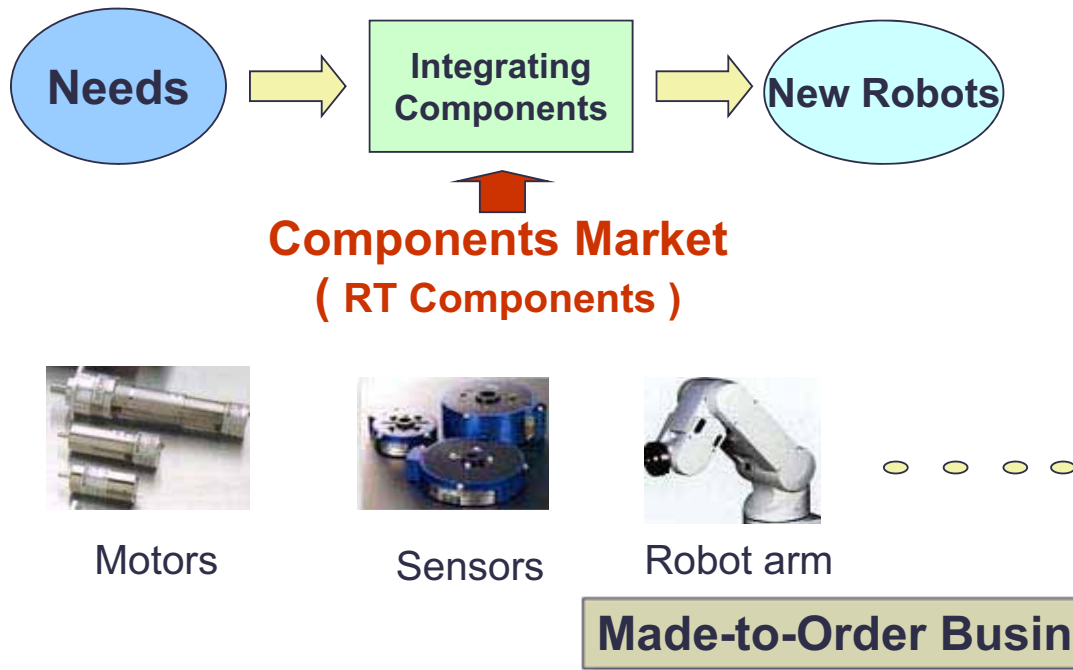 Needs
Integrating
Components
New Robots
Components Market
( RT Components )
Motors
Sensors
Robot arm
Made-to-Order Busin